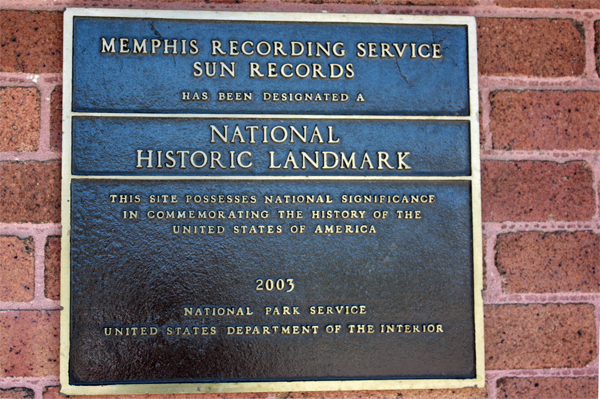 MEMPHIS RECORDING SERVICE
SUN RECORDS
HAS BEEN DESIGNATED A
NATIONAL
HISTORIC LANDMARK
THIS SITE POSSESSES NATIONAL SIGNIFICANCE
IN COMMEMORATING THE HISTORY OF THE
UNITED STATES OF AMERICA
2003
NATIONAL PARK SERVICE
UNITED STATES DEPARTMENT OF THE INTERIOR